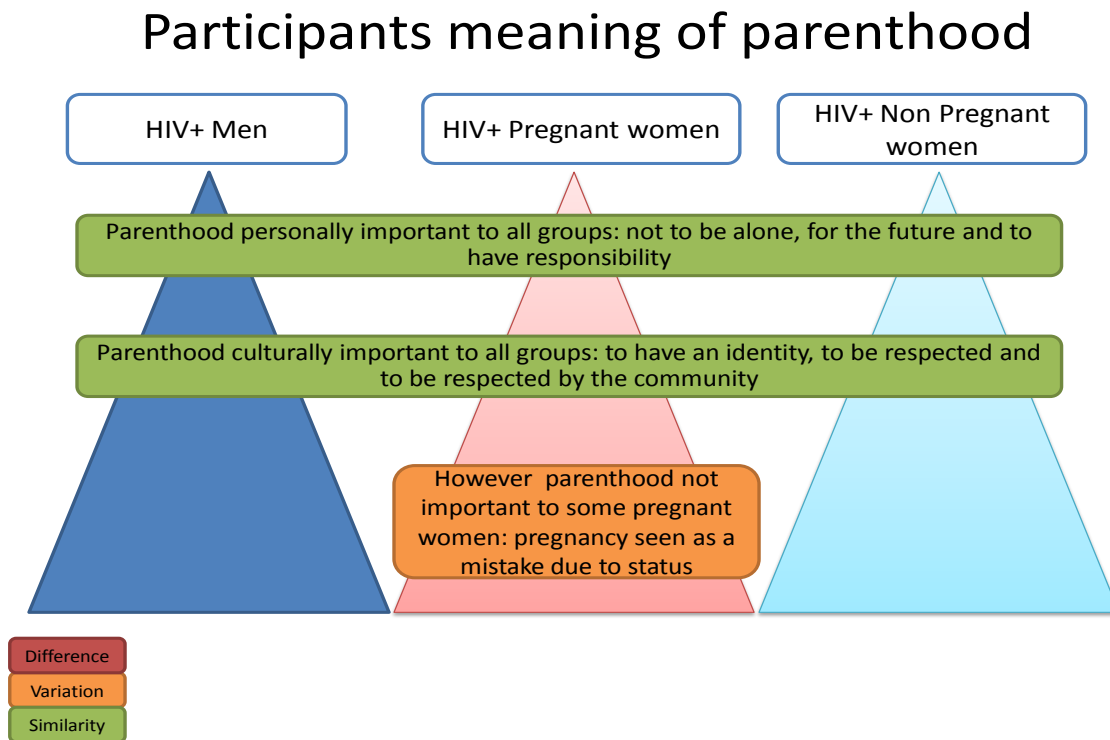 Participants meaning of parenthood
HIV+ Men
HIV+ Pregnant women
HIV+ Non Pregnant
women
Parenthood personally important to all groups: not to be alone, for the future and to
have responsibility
Parenthood culturally important to all groups: to have an identity, to be respected and
to be respected by the community
However parenthood not
important to some pregnant
women: pregnancy seen as a
mistake due to status
Difference
Variation
Similarity